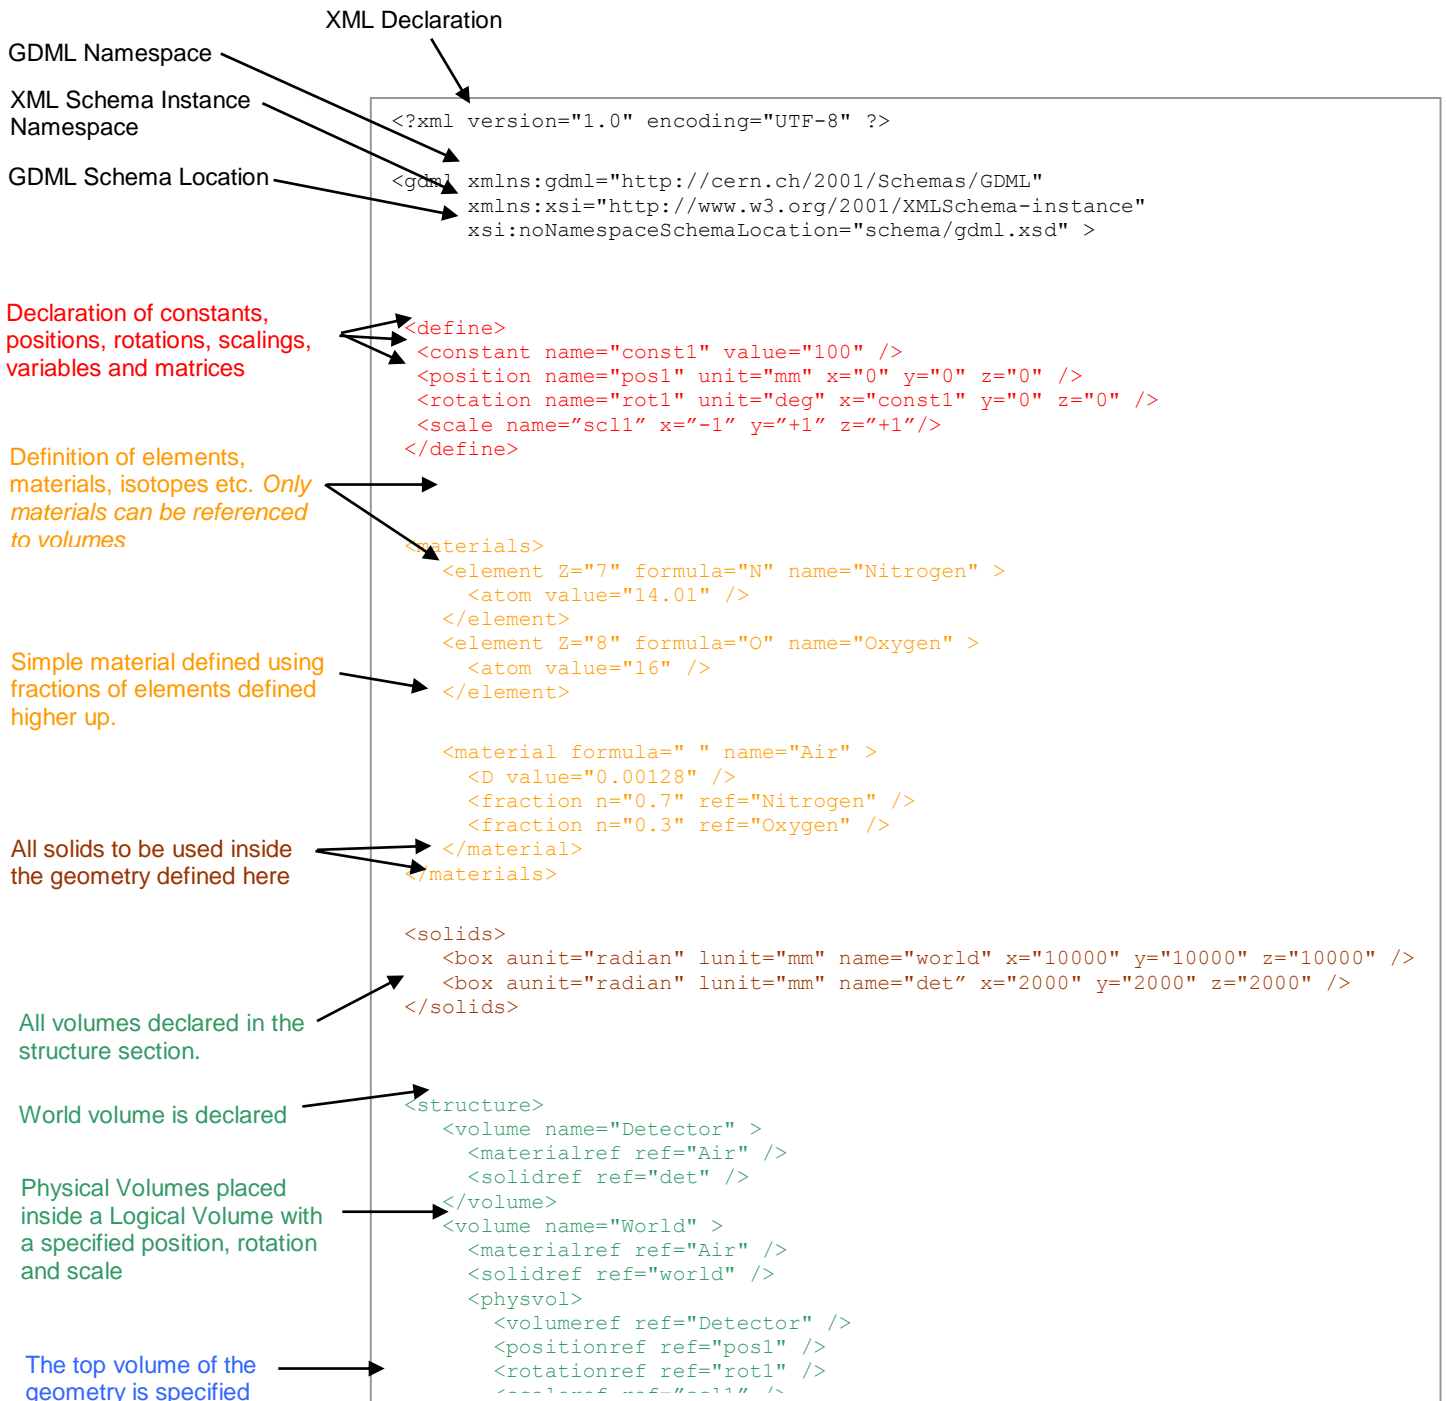 XML Declaration
GDML Namespace
XML Schema Instance
Namespace
GDML Schema Location
<?xml version="1.0" encoding="UTF-8" ?>
<gdml xmlns:gdml="http://cern.ch/2001/Schemas/GDML"
xmlns:xsi="http://www.w3.org/2001/XMLSchema-instance"
xsi:noNamespaceSchemaLocation="schema/gdml.xsd" >
Declaration of constants,
positions, rotations, scalings,
variables and matrices
<define>
<constant name="const1" value="100" />
<position name="pos1" unit="mm" x="0" y="0" z="0" />
<rotation name="rot1" unit="deg" x="const1" y="0" z="0" />
<scale name=”scl1” x=”-1” y=”+1” z=”+1”/>
</define>
Definition of elements,
materials, isotopes etc. Only
materials can be referenced
to volumes
<materials>
<element Z="7" formula="N" name="Nitrogen" >
<atom value="14.01" />
</element>
<element Z="8" formula="O" name="Oxygen" >
<atom value="16" />
</element>
Simple material defined using
fractions of elements defined
higher up.
<material formula=" " name="Air" >
<D value="0.00128" />
<fraction n="0.7" ref="Nitrogen" />
<fraction n="0.3" ref="Oxygen" />
</material>
</materials>
All solids to be used inside
the geometry defined here
<solids>
<box aunit="radian" lunit="mm" name="world" x="10000" y="10000" z="10000" />
<box aunit="radian" lunit="mm" name="det” x="2000" y="2000" z="2000" />
</solids>
All volumes declared in the
structure section.
World volume is declared
<structure>
<volume name="Detector" >
<materialref ref="Air" />
<solidref ref="det" />
</volume>
<volume name="World" >
<materialref ref="Air" />
<solidref ref="world" />
<physvol>
<volumeref ref="Detector" />
<positionref ref="pos1" />
<rotationref ref="rot1" />
<scaleref ref=”scl1” />
Physical Volumes placed
inside a Logical Volume with
a specified position, rotation
and scale
The top volume of the
geometry is specified